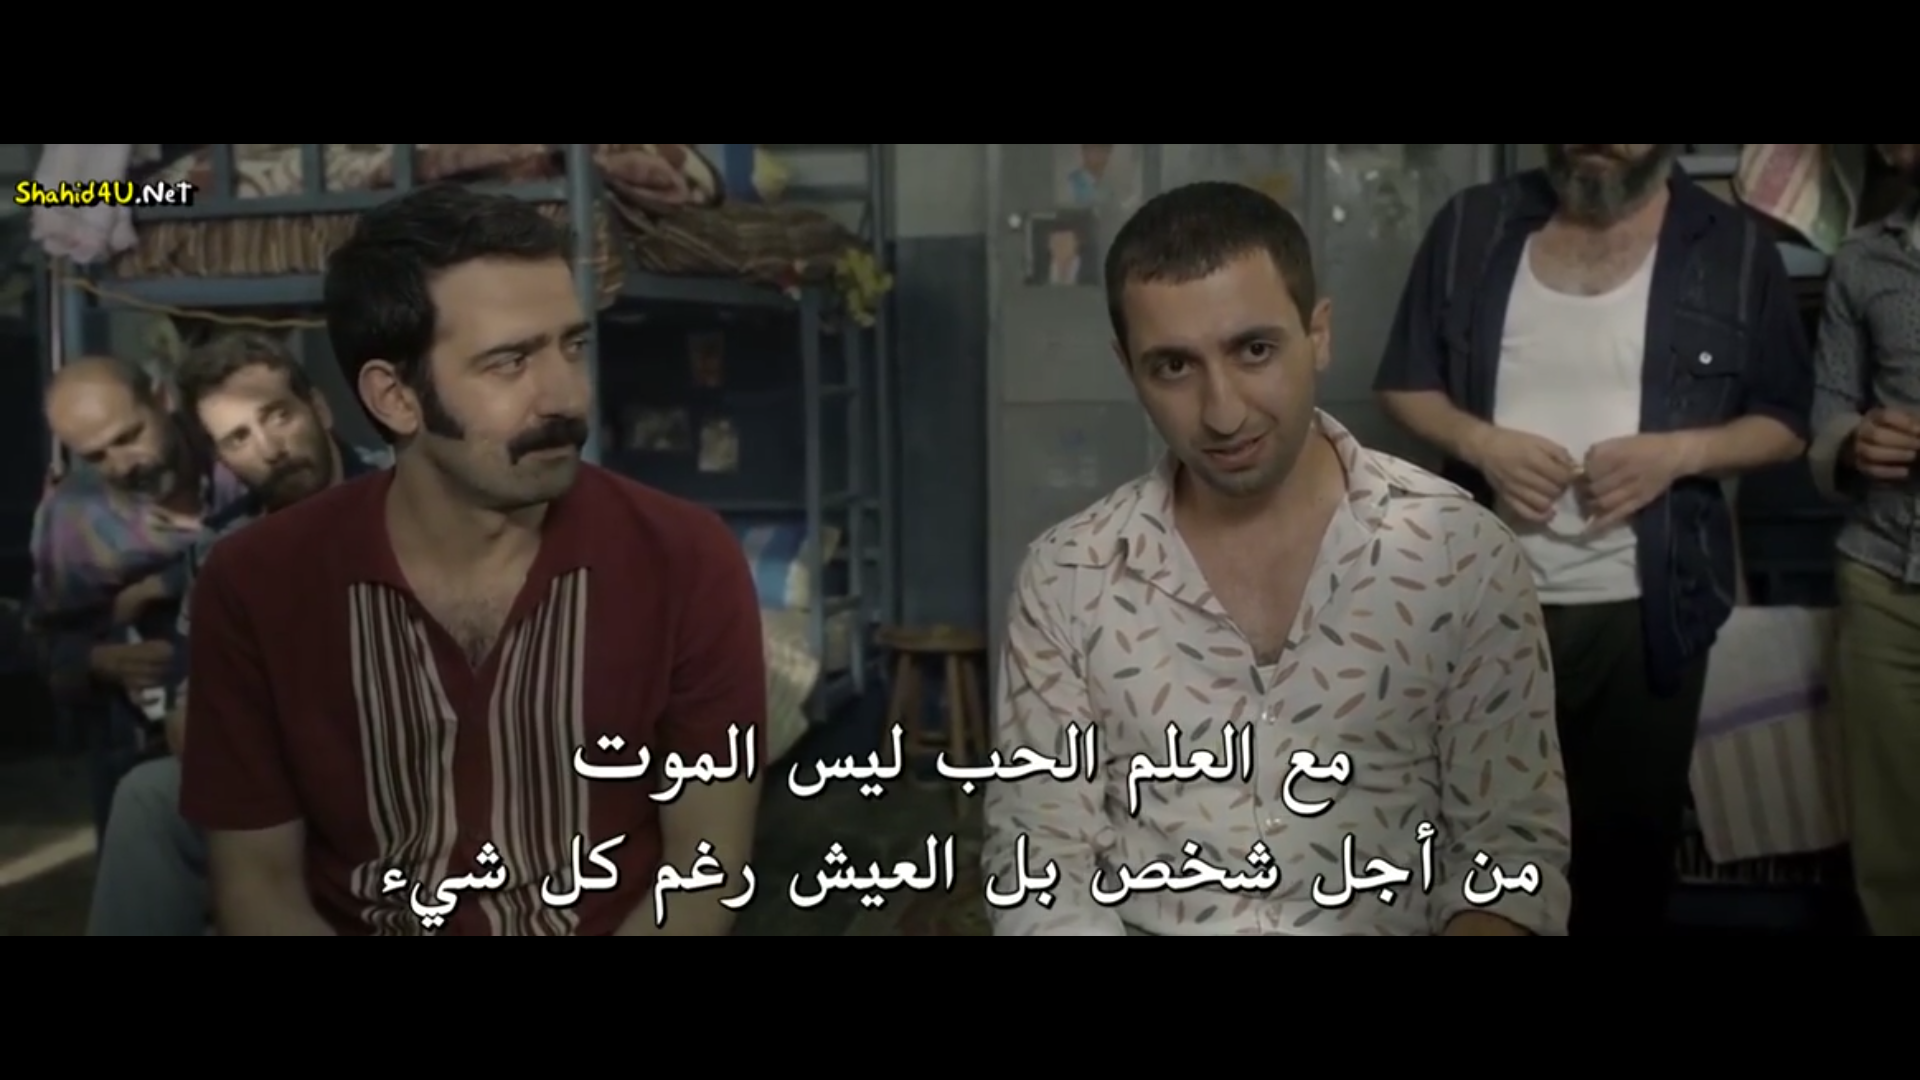 Shahid4U.Net
مع العلم الحب ليس الموت
من أجل شخص بل العيش رغم كل شيء